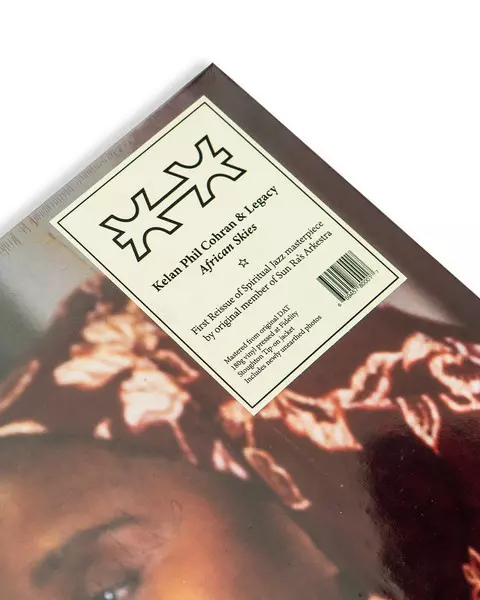 Kelan Phil Cohran & Legacy
African Skies
First Reissue of Spiritual Jazz masterpiece
by original member of Sun Ra's Arkestra
Mastered from original DAT
180g vinyl pressed at Fidelity
Stoughton Tip-on jacket
Includes newly unearthed photos